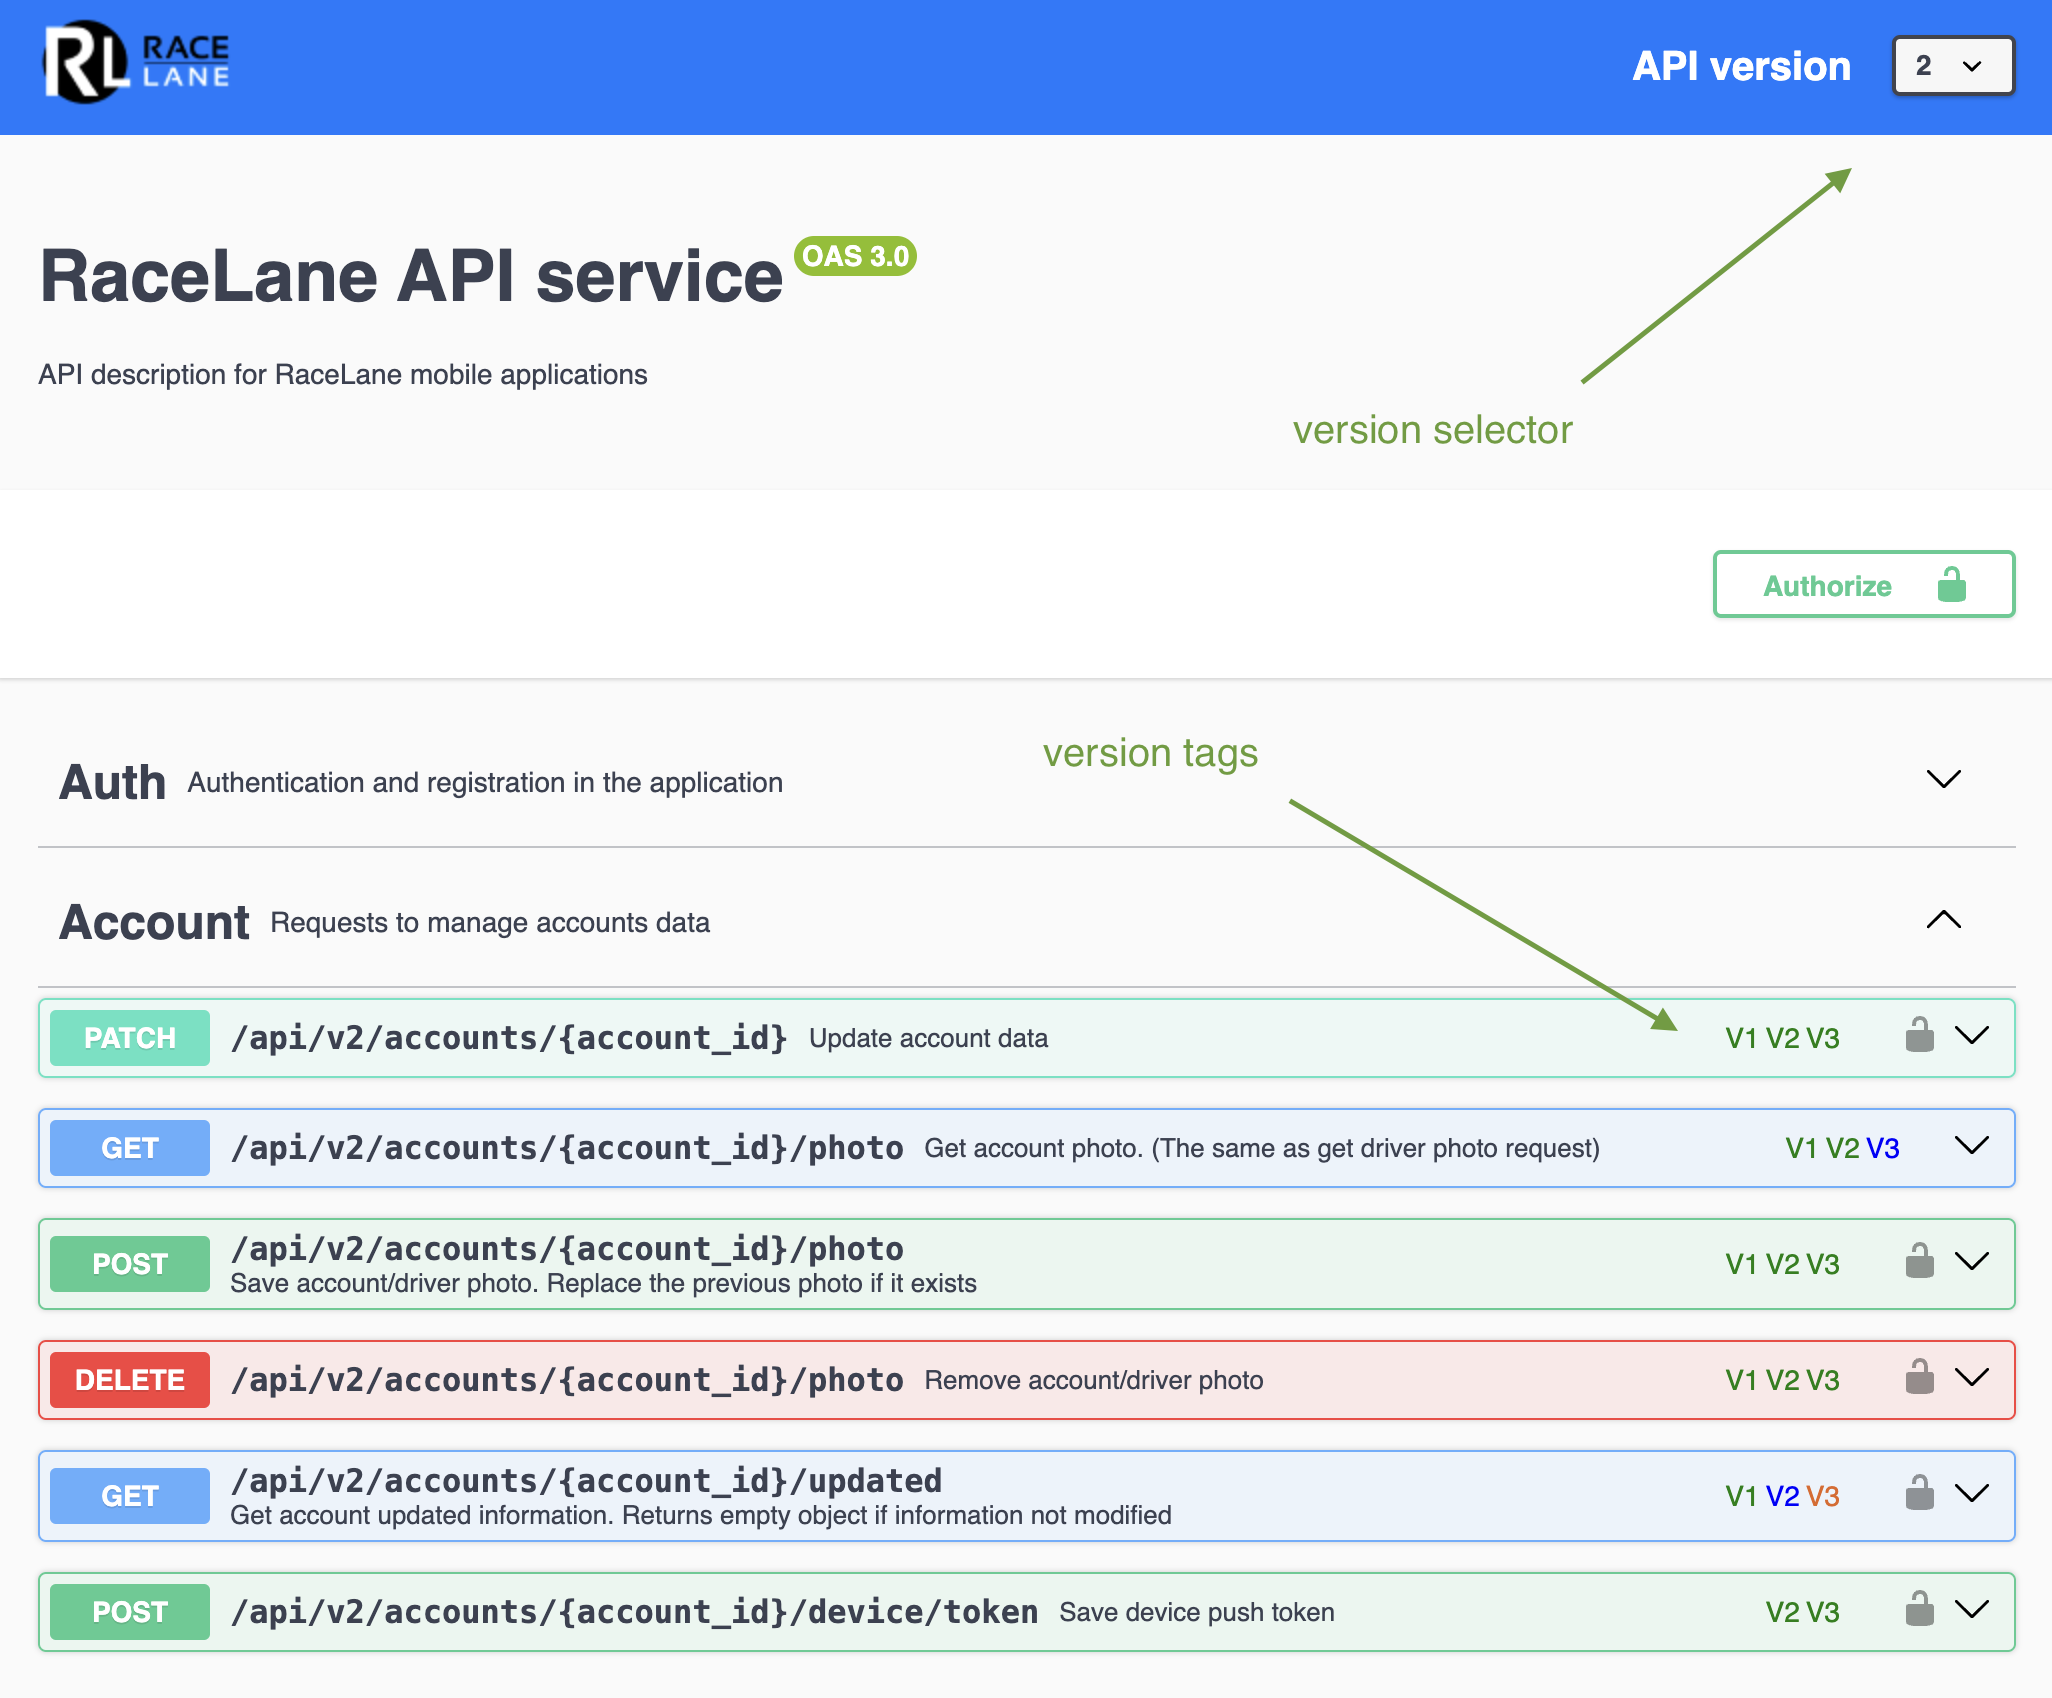 RL RACE
LANE
API version 2
RaceLane API service OAS 3.0
API description for RaceLane mobile applications
version selector
Authorize
version tags
Auth Authentication and registration in the application
Account Requests to manage accounts data
PATCH /api/v2/accounts/{account_id} Update account data V1 V2 V3
GET /api/v2/accounts/{account_id}/photo Get account photo. (The same as get driver photo request) V1 V2 V3
POST /api/v2/accounts/{account_id}/photo
Save account/driver photo. Replace the previous photo if it exists V1 V2 V3
DELETE /api/v2/accounts/{account_id}/photo Remove account/driver photo V1 V2 V3
GET /api/v2/accounts/{account_id}/updated
Get account updated information. Returns empty object if information not modified V1 V2 V3
POST /api/v2/accounts/{account_id}/device/token Save device push token V2 V3